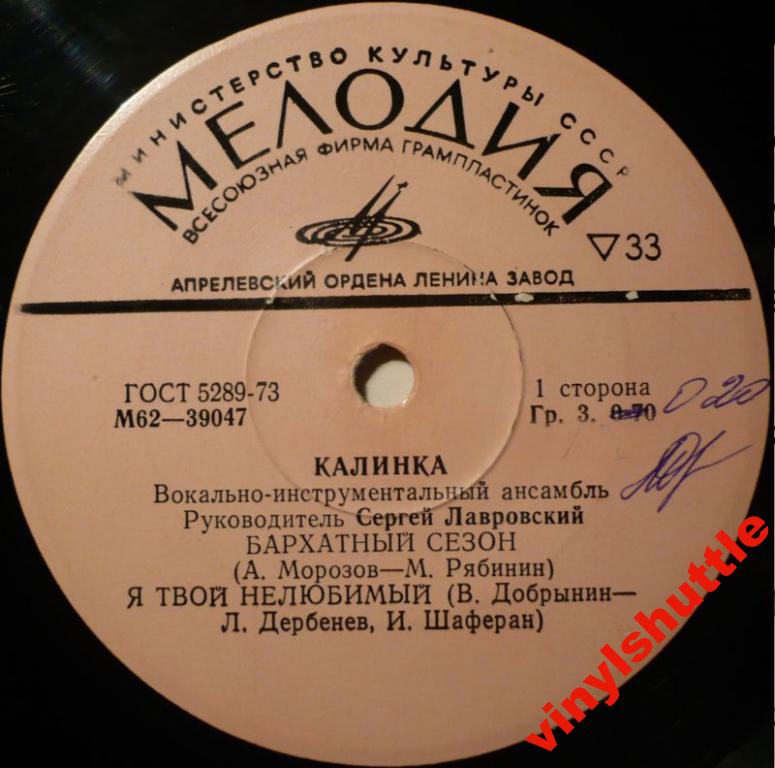 МИНИСТЕРСТВО КУЛЬТУРЫ СССР
МЕЛОДИЯ
ВСЕСОЮЗНАЯ ФИРМА ГРАМПЛАСТИНОК
▽33
АПРЕЛЕВСКИЙ ОРДЕНА ЛЕНИНА ЗАВОД
ГОСТ 5289-73
М62—39047
1 сторона
Гр. 3. 0-70 0 20
КАЛИНКА
Вокально-инструментальный ансамбль
Руководитель Сергей Лавровский
БАРХАТНЫЙ СЕЗОН
(А. Морозов—М. Рябинин)
Я ТВОЙ НЕЛЮБИМЫЙ (В. Добрынин—
Л. Дербенев, И. Шаферан)
vinylshuttle